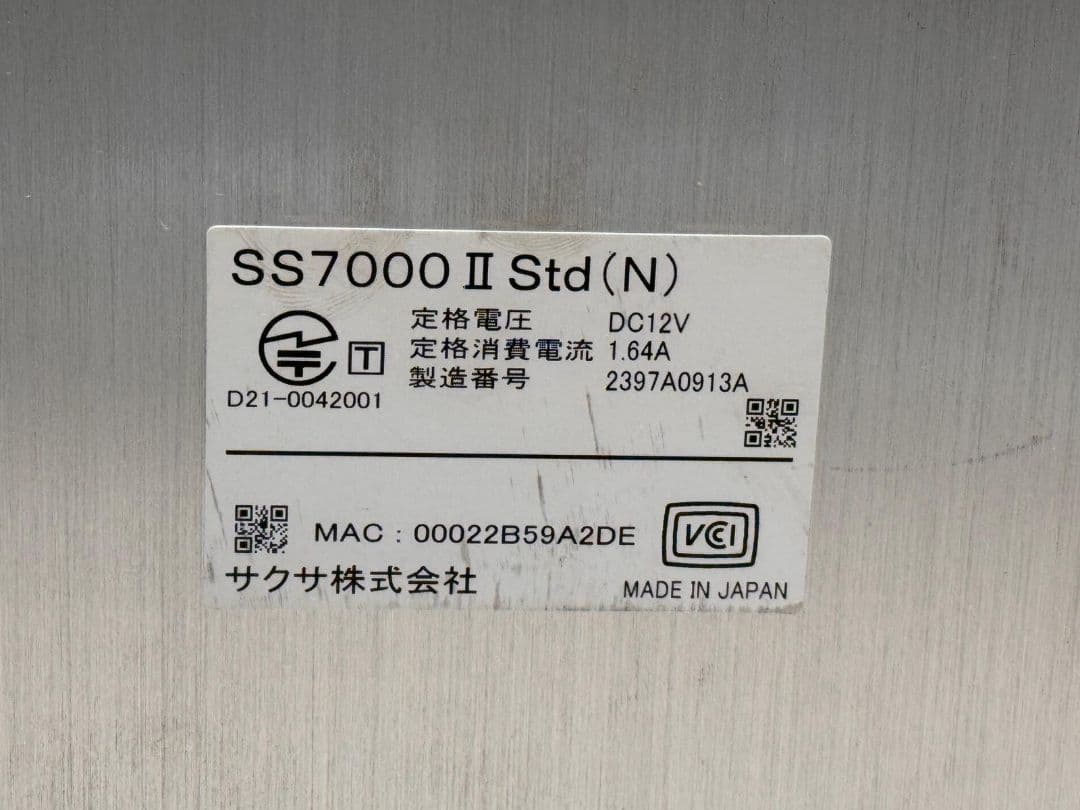 SS7000Ⅱ Std(N)
定格電圧 DC12V
定格消費電流 1.64A
製造番号 2397A0913A
T
D21-0042001
MAC : 00022B59A2DE
VCI
サクサ株式会社
MADE IN JAPAN